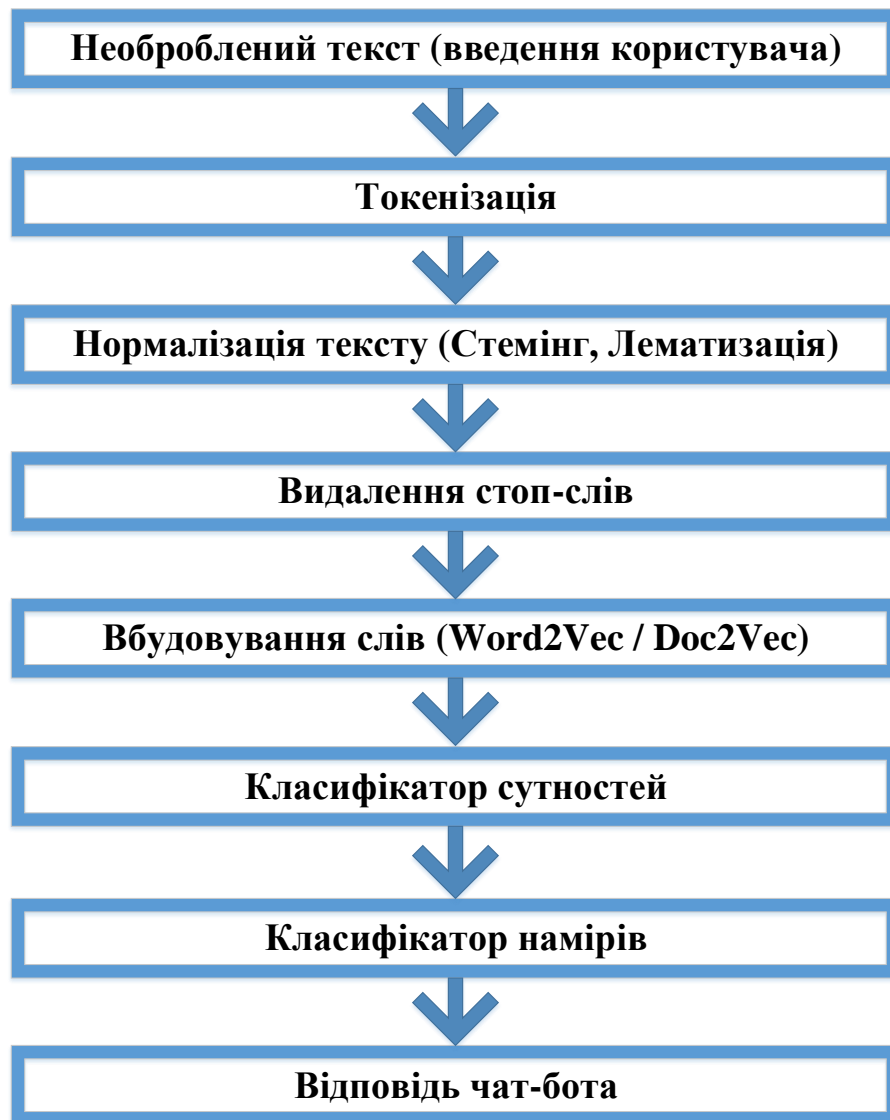 Необроблений текст (введення користувача)
Токенізація
Нормалізація тексту (Стемінг, Лематизація)
Видалення стоп-слів
Вбудовування слів (Word2Vec / Doc2Vec)
Класифікатор сутностей
Класифікатор намірів
Відповідь чат-бота